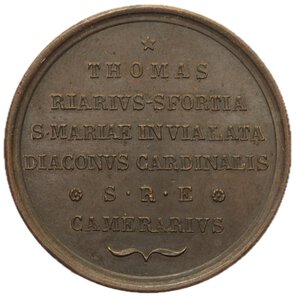 THOMAS
RIARIVS-SFORTIA
S·MARIAE IN VIA LATA
DIACONVS CARDINALIS
S·R·E
CAMERARIVS